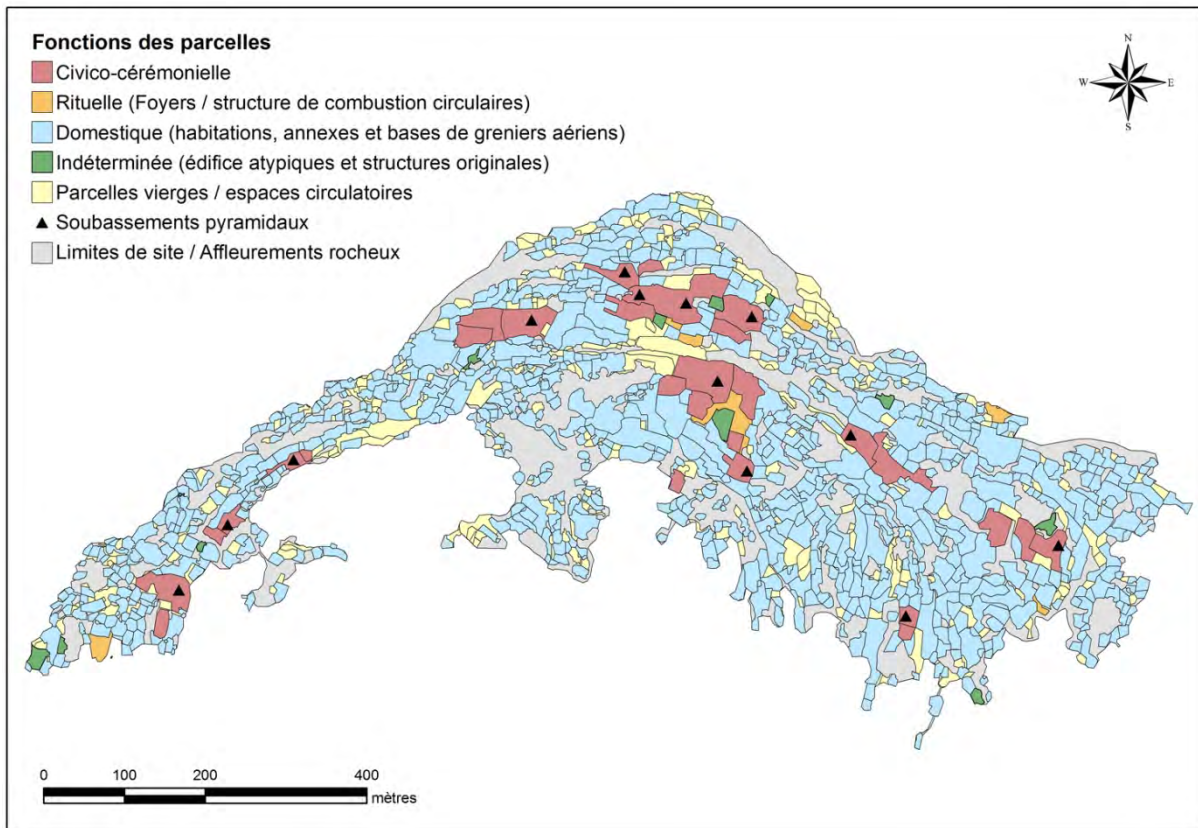 Fonctions des parcelles
Civico-cérémonielle
Rituelle (Foyers / structure de combustion circulaires)
Domestique (habitations, annexes et bases de greniers aériens)
Indéterminée (édifice atypiques et structures originales)
Parcelles vierges / espaces circulatoires
Soubassements pyramidaux
Limites de site / Affleurements rocheux
N
W E
S
0 100 200 400
mètres